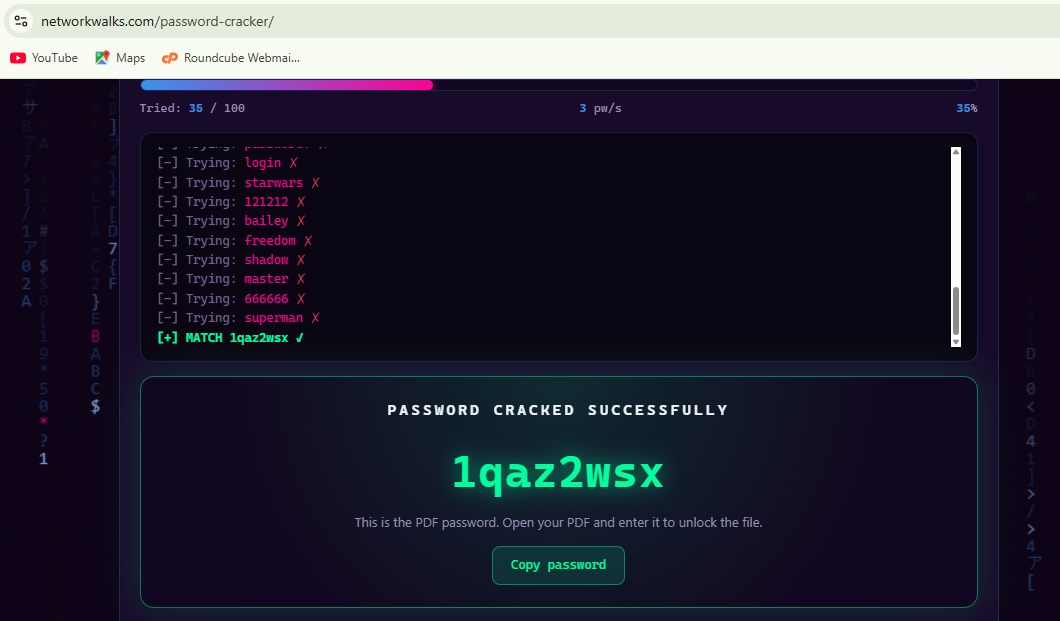 networkwalks.com/password-cracker/
YouTube
Maps
Roundcube Webmai...
Tried: 35 / 100
3 pw/s
35%
[-] Trying: login ✗
[-] Trying: starwars ✗
[-] Trying: 121212 ✗
[-] Trying: bailey ✗
[-] Trying: freedom ✗
[-] Trying: shadow ✗
[-] Trying: master ✗
[-] Trying: 666666 ✗
[-] Trying: superman ✗
[+] MATCH 1qaz2wsx ✓
PASSWORD CRACKED SUCCESSFULLY
1qaz2wsx
This is the PDF password. Open your PDF and enter it to unlock the file.
Copy password